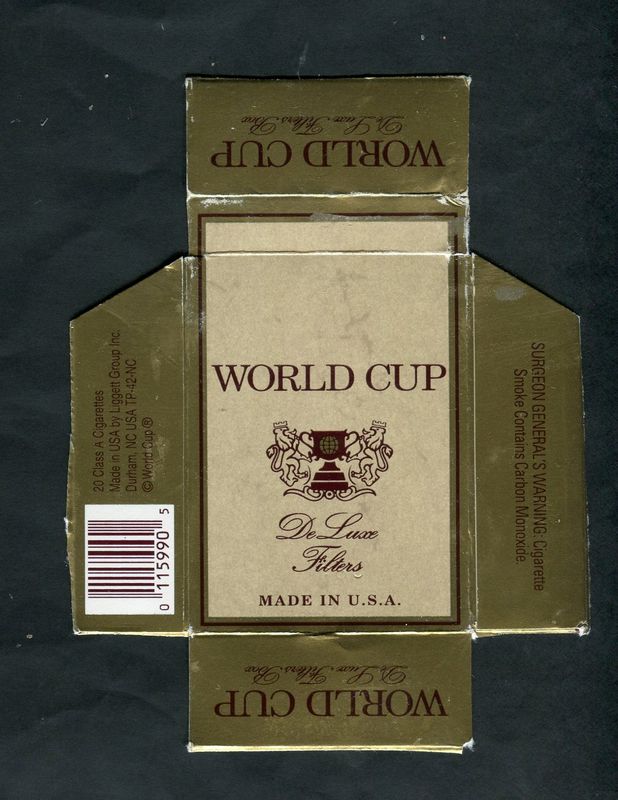 WORLD CUP
De Luxe Filters Box
WORLD CUP
De Luxe
Filters
MADE IN U.S.A.
20 Class A Cigarettes
Made in USA by Liggett Group Inc.
Durham, NC USA TP-42-NC
© World Cup ®
0 115990 5
SURGEON GENERAL'S WARNING: Cigarette
Smoke Contains Carbon Monoxide.
WORLD CUP
De Luxe Filters Box